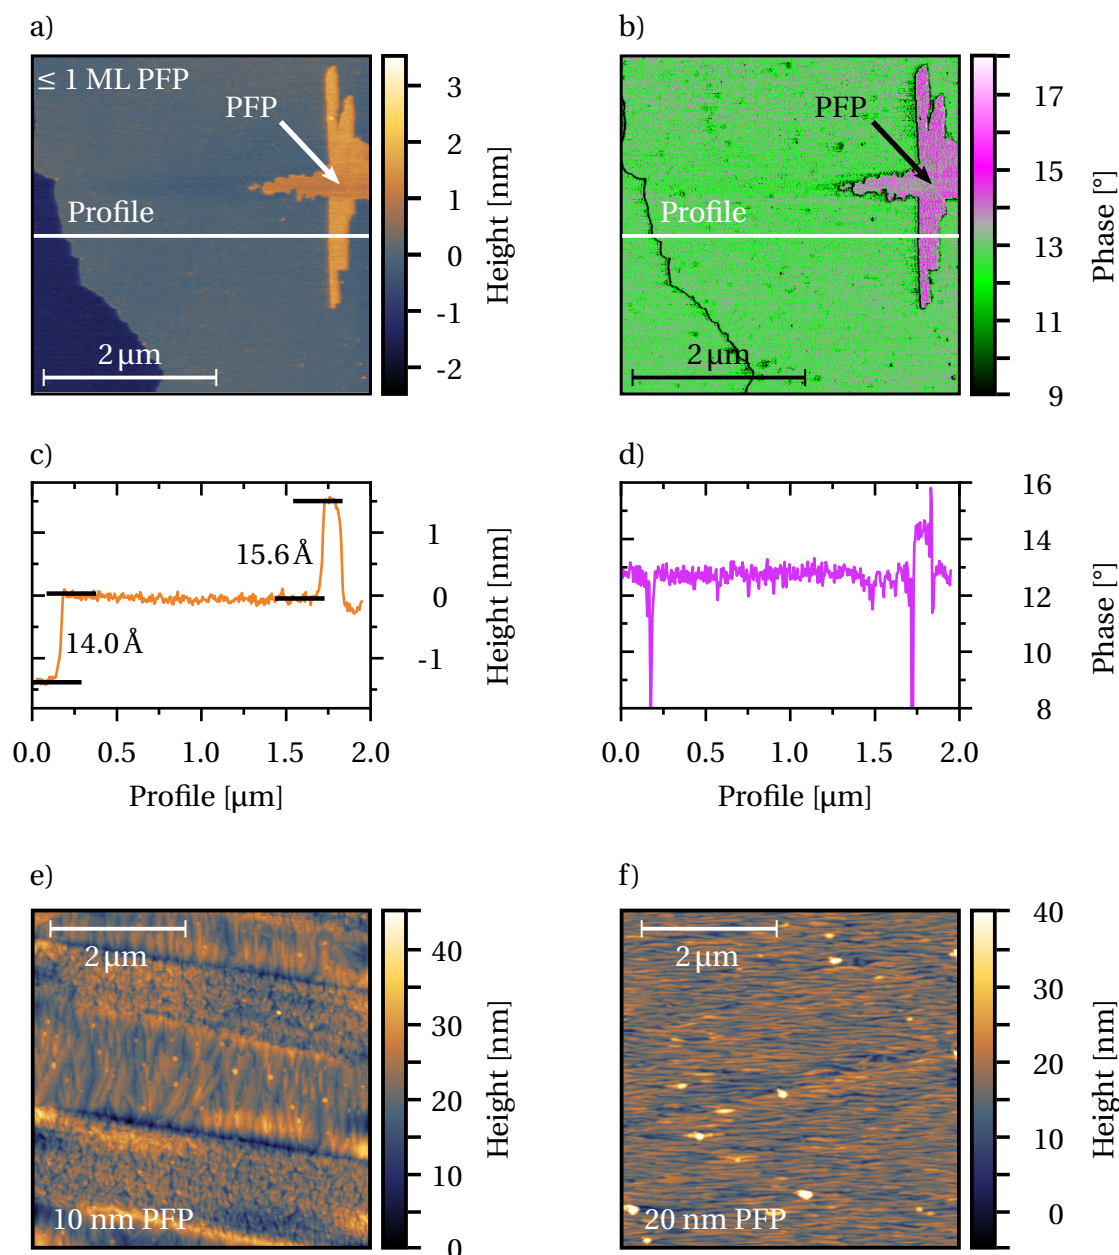 a)
≤ 1 ML PFP
PFP
Profile
2 µm
3
2
1
0
-1
-2
Height [nm]
b)
PFP
Profile
2 µm
17
15
13
11
9
Phase [°]
c)
15.6 Å
14.0 Å
1
0
-1
Height [nm]
0.0 0.5 1.0 1.5 2.0
Profile [µm]
d)
16
14
12
10
8
Phase [°]
0.0 0.5 1.0 1.5 2.0
Profile [µm]
e)
2 µm
10 nm PFP
40
30
20
10
0
Height [nm]
f)
2 µm
20 nm PFP
40
30
20
10
0
Height [nm]